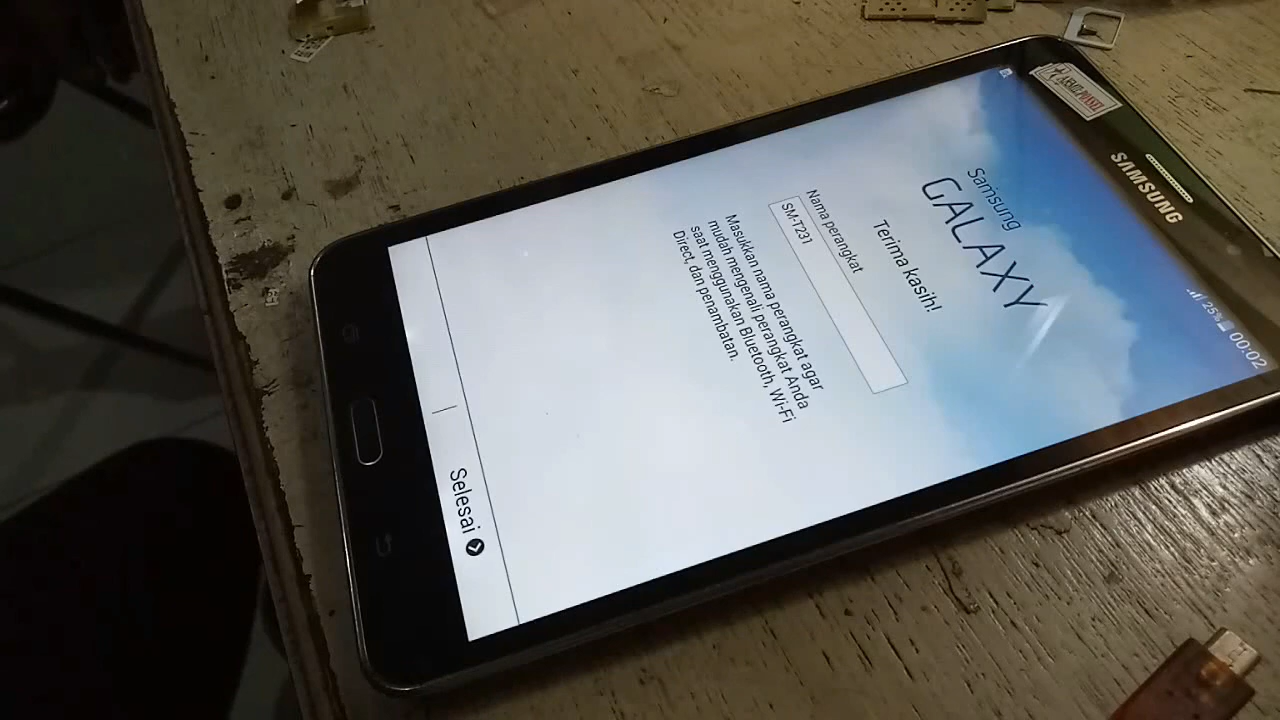 SAMSUNG
25% 00:02
Samsung
GALAXY
Terima kasih!
Nama perangkat
SM-T231
Masukkan nama perangkat agar
mudah mengenali perangkat Anda
saat menggunakan Bluetooth, Wi-Fi
Direct, dan penambatan.
Selesai